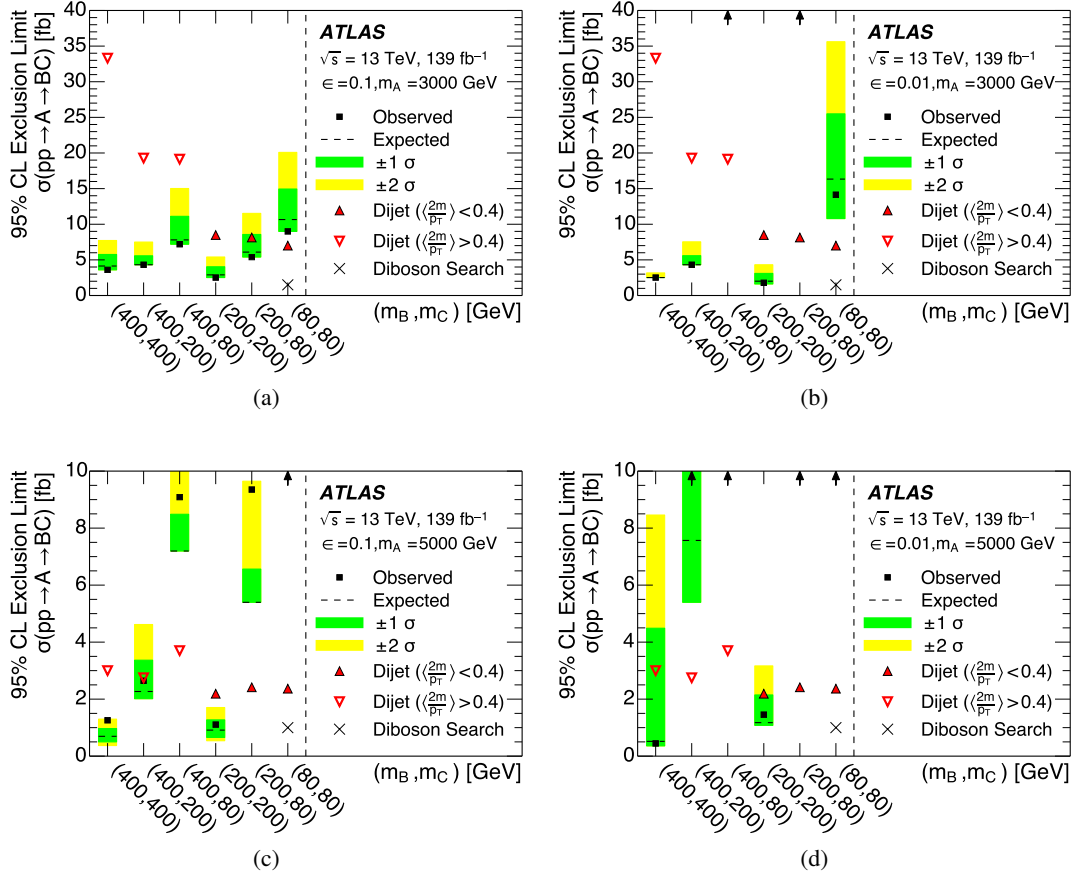 95% CL Exclusion Limit
σ(pp → A → BC) [fb]
40
35
30
25
20
15
10
5
0
ATLAS
√s = 13 TeV, 139 fb⁻¹
∈=0.1,m_A =3000 GeV
Observed
Expected
±1 σ
±2 σ
Dijet (⟨2m/p_T⟩ < 0.4)
Dijet (⟨2m/p_T⟩ > 0.4)
Diboson Search
(m_B ,m_C ) [GeV]
(400,400)
(400,200)
(400,80)
(200,200)
(200,80)
(80,80)
(a)
95% CL Exclusion Limit
σ(pp → A → BC) [fb]
40
35
30
25
20
15
10
5
0
ATLAS
√s = 13 TeV, 139 fb⁻¹
∈=0.01,m_A =3000 GeV
Observed
Expected
±1 σ
±2 σ
Dijet (⟨2m/p_T⟩ < 0.4)
Dijet (⟨2m/p_T⟩ > 0.4)
Diboson Search
(m_B ,m_C ) [GeV]
(400,400)
(400,200)
(400,80)
(200,200)
(200,80)
(80,80)
(b)
95% CL Exclusion Limit
σ(pp → A → BC) [fb]
10
8
6
4
2
0
ATLAS
√s = 13 TeV, 139 fb⁻¹
∈=0.1,m_A =5000 GeV
Observed
Expected
±1 σ
±2 σ
Dijet (⟨2m/p_T⟩ < 0.4)
Dijet (⟨2m/p_T⟩ > 0.4)
Diboson Search
(m_B ,m_C ) [GeV]
(400,400)
(400,200)
(400,80)
(200,200)
(200,80)
(80,80)
(c)
95% CL Exclusion Limit
σ(pp → A → BC) [fb]
10
8
6
4
2
0
ATLAS
√s = 13 TeV, 139 fb⁻¹
∈=0.01,m_A =5000 GeV
Observed
Expected
±1 σ
±2 σ
Dijet (⟨2m/p_T⟩ < 0.4)
Dijet (⟨2m/p_T⟩ > 0.4)
Diboson Search
(m_B ,m_C ) [GeV]
(400,400)
(400,200)
(400,80)
(200,200)
(200,80)
(80,80)
(d)